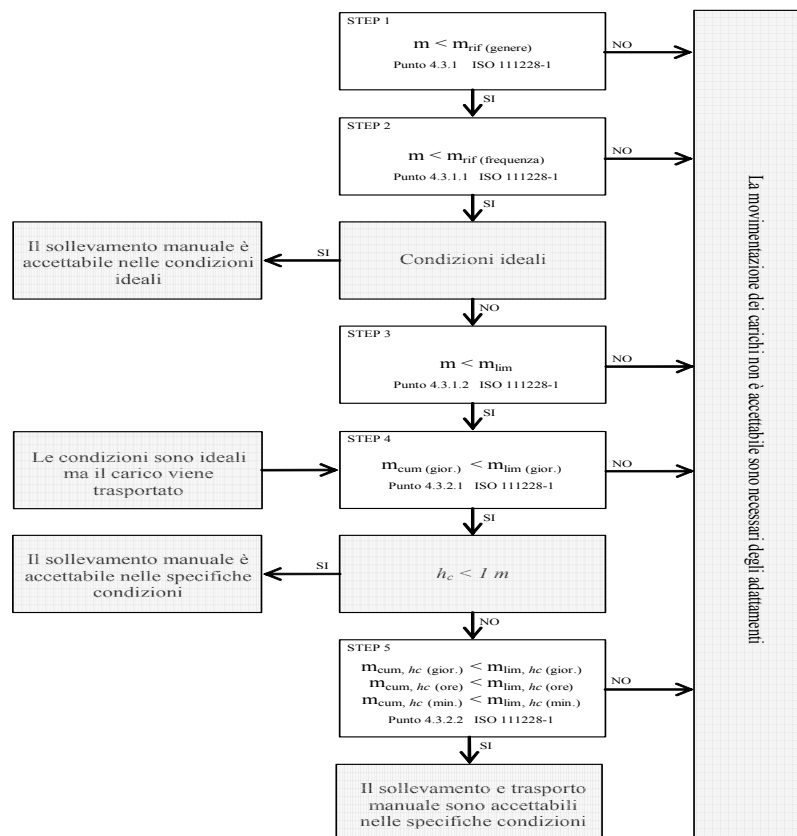 STEP 1
m < mrif (genere)
Punto 4.3.1 ISO 111228-1
NO
SI
STEP 2
m < mrif (frequenza)
Punto 4.3.1.1 ISO 111228-1
NO
SI
Il sollevamento manuale è
accettabile nelle condizioni
ideali
SI
Condizioni ideali
NO
STEP 3
m < mlim
Punto 4.3.1.2 ISO 111228-1
NO
SI
Le condizioni sono ideali
ma il carico viene
trasportato
STEP 4
mcum (gior.) < mlim (gior.)
Punto 4.3.2.1 ISO 111228-1
NO
SI
Il sollevamento manuale è
accettabile nelle specifiche
condizioni
SI
hc < 1 m
NO
STEP 5
mcum, hc (gior.) < mlim, hc (gior.)
mcum, hc (ore) < mlim, hc (ore)
mcum, hc (min.) < mlim, hc (min.)
Punto 4.3.2.2 ISO 111228-1
NO
SI
Il sollevamento e trasporto
manuale sono accettabili
nelle specifiche condizioni
La movimentazione dei carichi non è accettabile sono necessari degli adattamenti